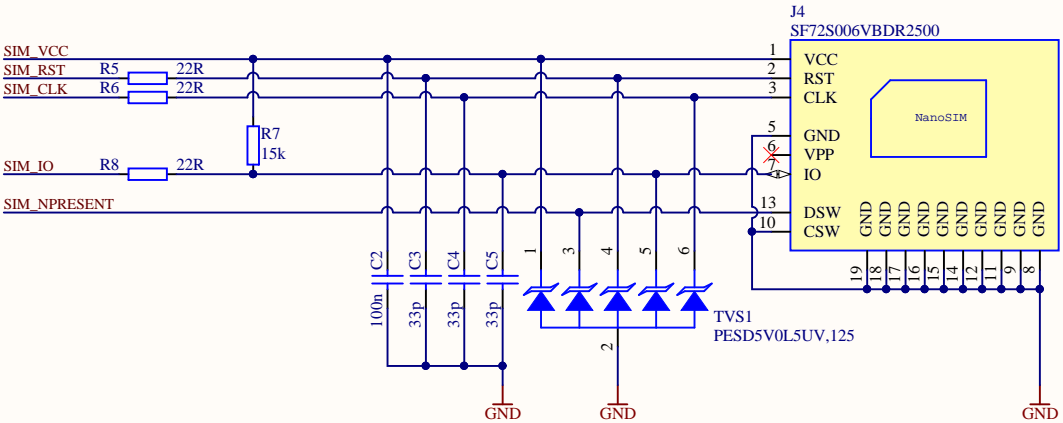 J4
SF72S006VBDR2500
SIM_VCC
1 VCC
SIM_RST R5 22R
2 RST
SIM_CLK R6 22R
3 CLK
NanoSIM
R7
15k
5 GND
6 VPP
SIM_IO R8 22R
7 IO
SIM_NPRESENT
13 DSW
10 CSW
GND GND GND GND GND GND GND GND GND GND
19 18 17 16 15 14 12 11 9 8
C2 C3 C4 C5
100n 33p 33p 33p
1 3 4 5 6
TVS1
PESD5V0L5UV,125
2
GND GND GND